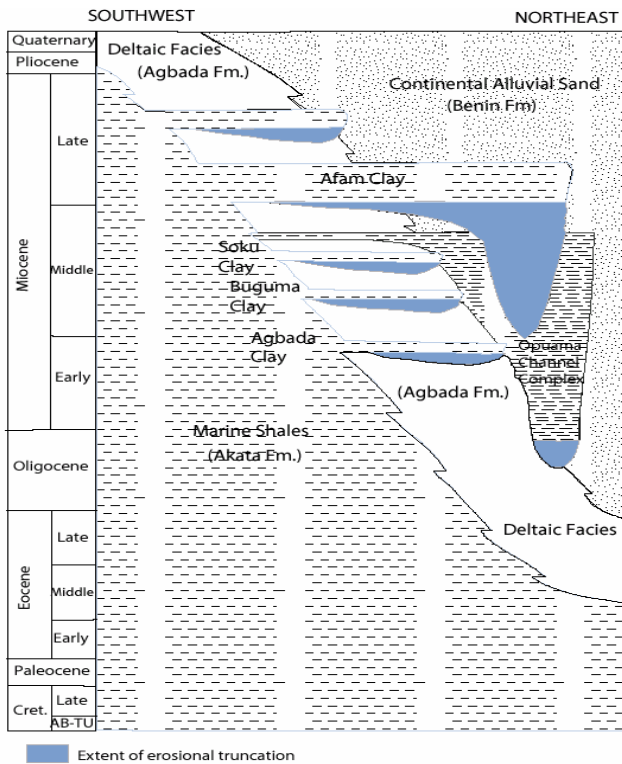 SOUTHWEST
NORTHEAST
Quaternary
Pliocene
Miocene
Late
Middle
Early
Oligocene
Eocene
Late
Middle
Early
Paleocene
Cret.
Late
AB-TU
Deltaic Facies
(Agbada Fm.)
Continental Alluvial Sand
(Benin Fm)
Afam Clay
Soku
Clay
Buguma
Clay
Agbada
Clay
Opuama
Channel
Complex
(Agbada Fm.)
Marine Shales
(Akata Fm.)
Deltaic Facies
Extent of erosional truncation